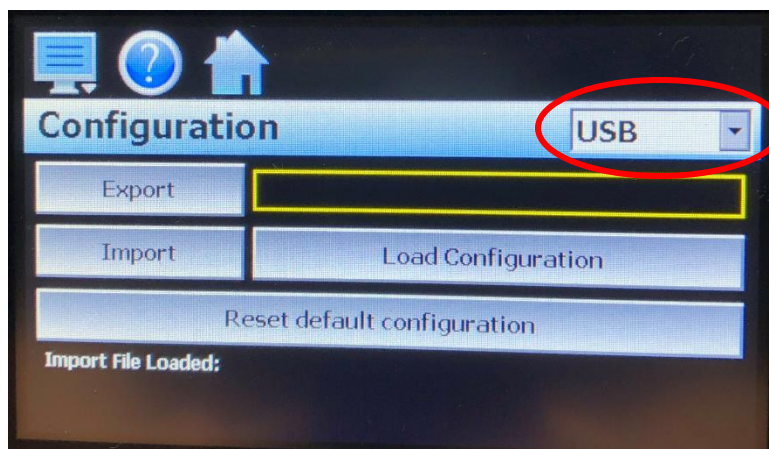 ?
Configuration
USB
Export
Import
Load Configuration
Reset default configuration
Import File Loaded: